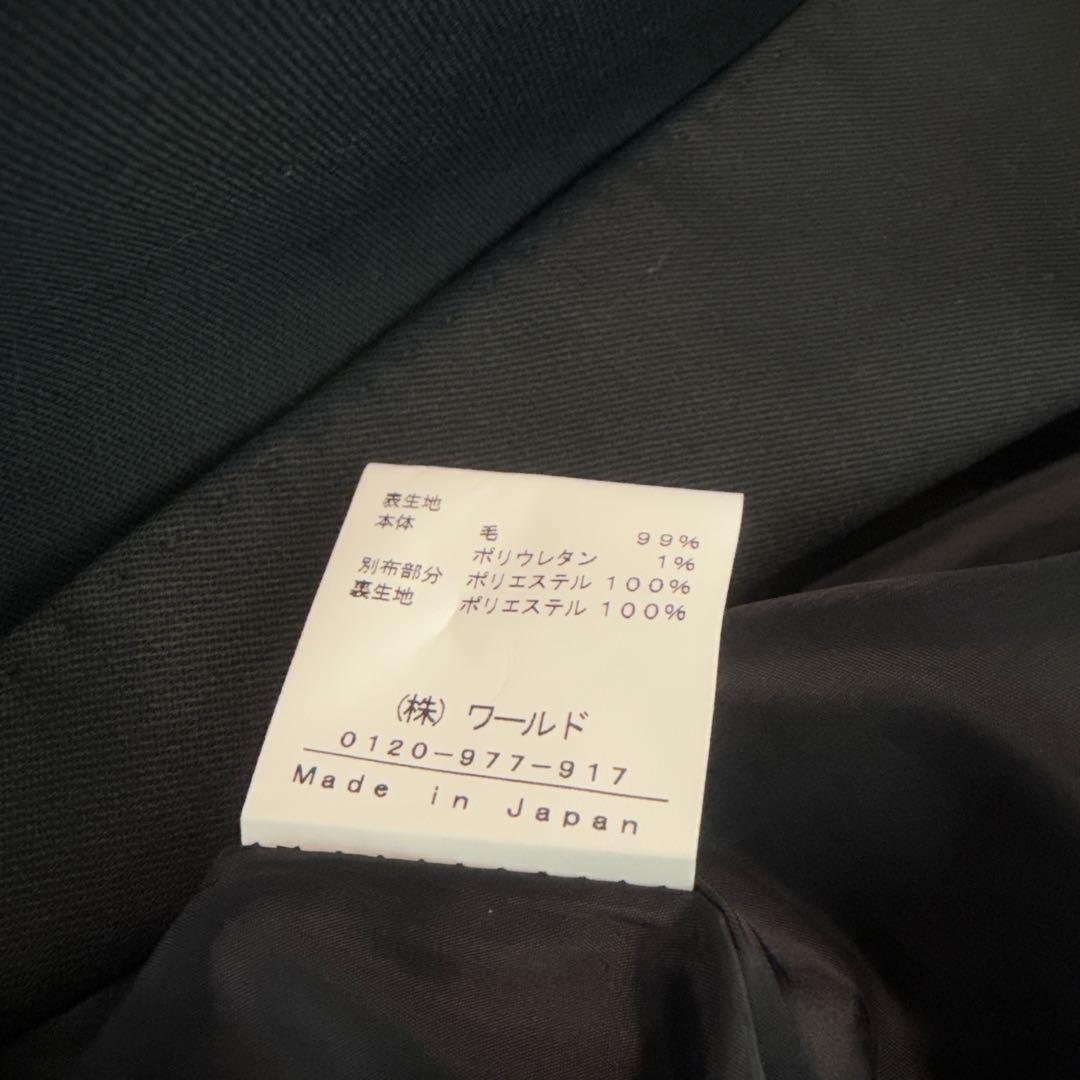 表生地
本体 毛 99%
ポリウレタン 1%
別布部分 ポリエステル 100%
裏生地 ポリエステル 100%
(株) ワールド
0120-977-917
Made in Japan